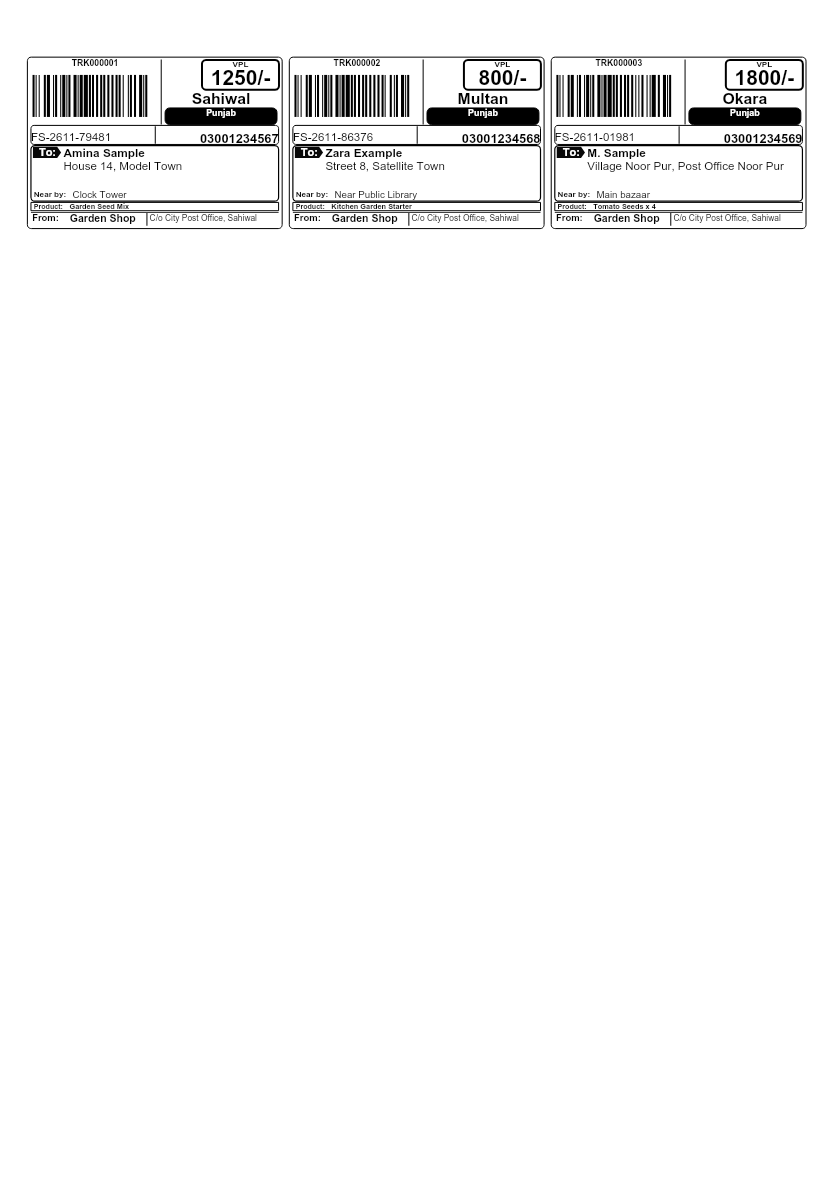 TRK000001
VPL
1250/-
Sahiwal
Punjab
FS-2611-79481
03001234567
To: Amina Sample
House 14, Model Town
Near by: Clock Tower
Product: Garden Seed Mix
From: Garden Shop C/o City Post Office, Sahiwal
TRK000002
VPL
800/-
Multan
Punjab
FS-2611-86376
03001234568
To: Zara Example
Street 8, Satellite Town
Near by: Near Public Library
Product: Kitchen Garden Starter
From: Garden Shop C/o City Post Office, Sahiwal
TRK000003
VPL
1800/-
Okara
Punjab
FS-2611-01981
03001234569
To: M. Sample
Village Noor Pur, Post Office Noor Pur
Near by: Main bazaar
Product: Tomato Seeds x 4
From: Garden Shop C/o City Post Office, Sahiwal